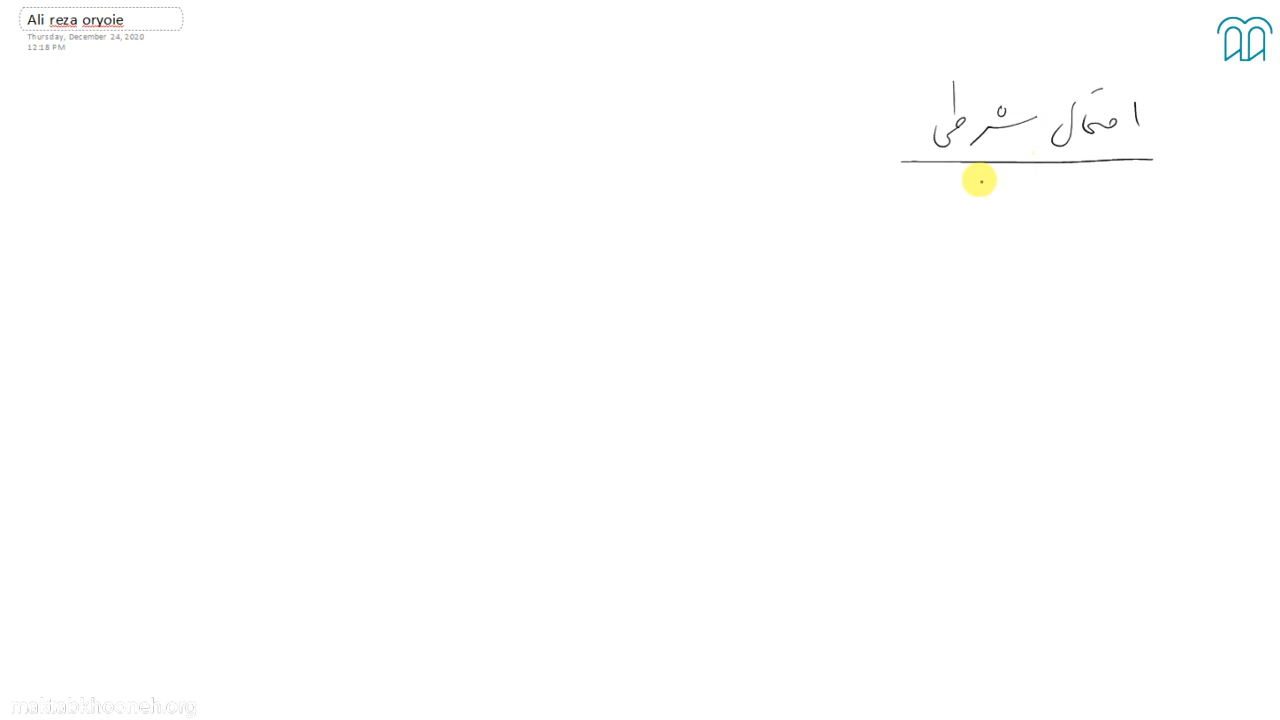 Ali reza oryoie
Thursday, December 24, 2020
12:18 PM
احتمال شرطی
maktabkhooneh.org